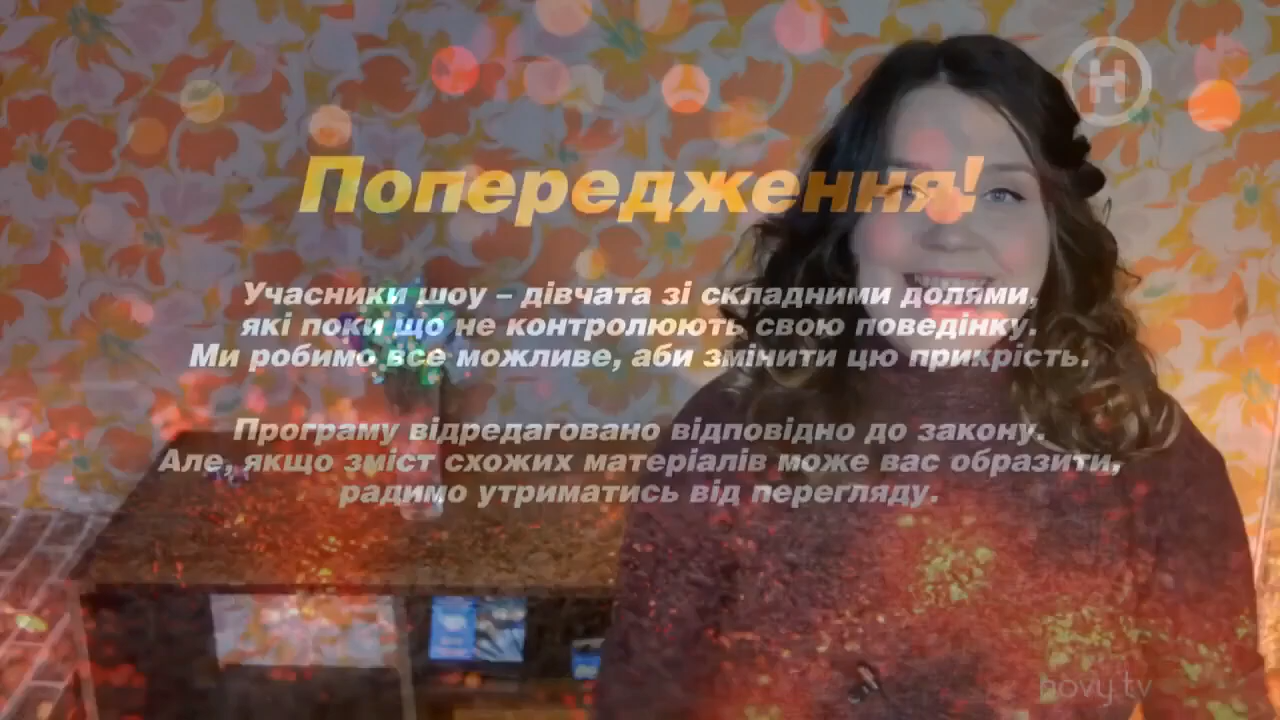 Н
Попередження!
Учасники шоу – дівчата зі складними долями,
які поки що не контролюють свою поведінку.
Ми робимо все можливе, аби змінити цю прикрість.
Програму відредаговано відповідно до закону.
Але, якщо зміст схожих матеріалів може вас образити,
радимо утриматись від перегляду.
novy.tv